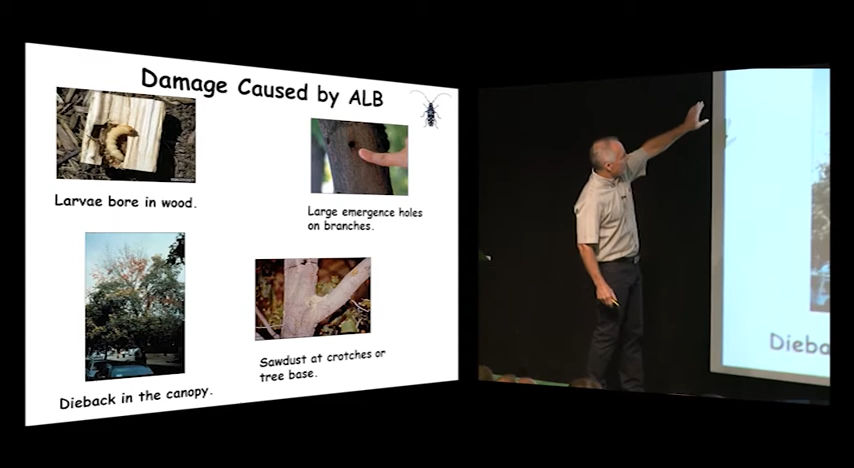 Damage Caused by ALB
Larvae bore in wood.
Large emergence holes
on branches.
Dieback in the canopy.
Sawdust at crotches or
tree base.
Dieba